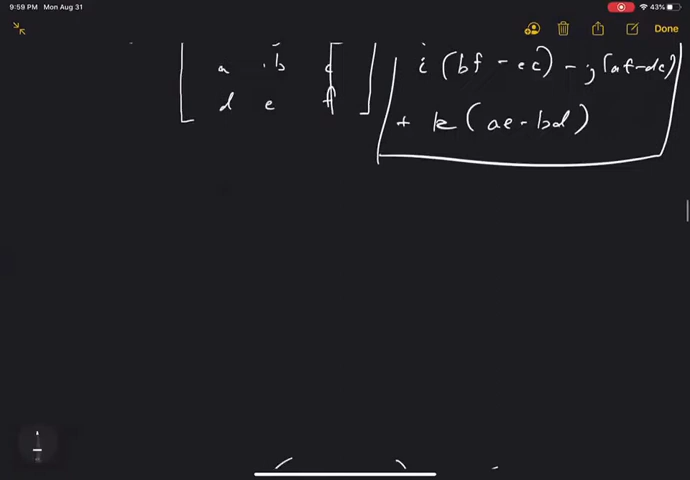 9:59 PM Mon Aug 31
43%
Done
a b c
d e f
i (bf - ec) - j (af - dc)
+ k (ae - bd)